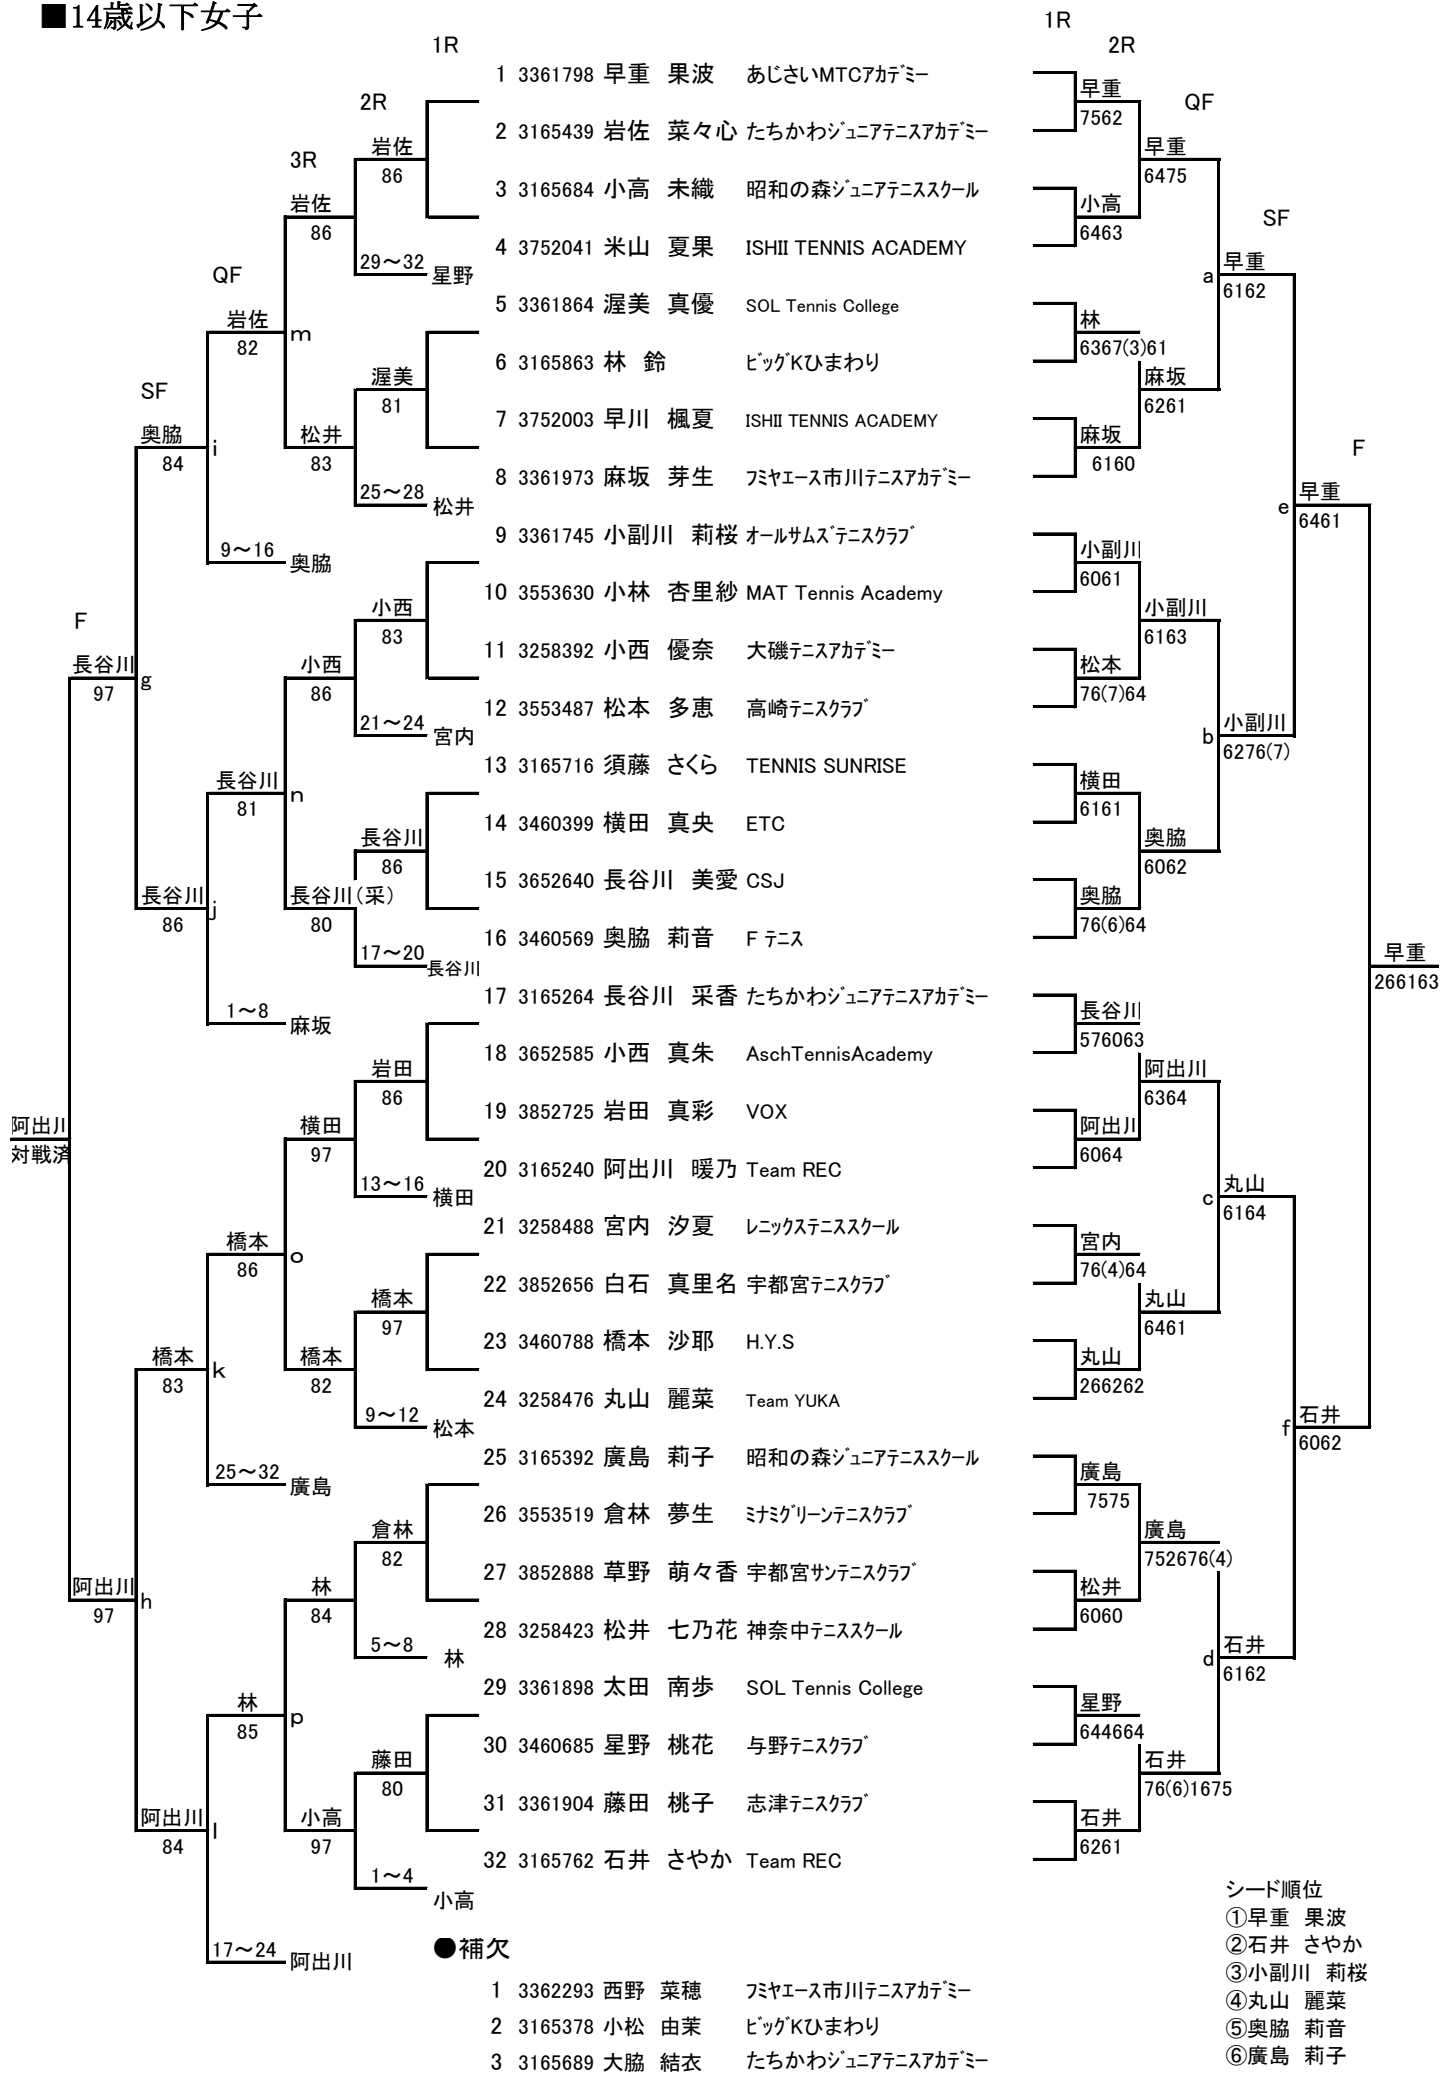 ■14歳以下女子
1R
1R
2R
1 3361798 早重 果波 あじさいMTCｱｶﾃﾞﾐｰ
早重
2R
QF
7562
2 3165439 岩佐 菜々心 たちかわｼﾞｭﾆｱﾃﾆｽｱｶﾃﾞﾐｰ
岩佐
早重
3R
86
6475
3 3165684 小高 未織 昭和の森ｼﾞｭﾆｱﾃﾆｽｽｸｰﾙ
岩佐
小高
SF
86
6463
4 3752041 米山 夏果 ISHII TENNIS ACADEMY
29～32
星野
早重
QF
a
6162
5 3361864 渥美 真優 SOL Tennis College
岩佐
林
82
m
6367(3)61
6 3165863 林 鈴 ﾋﾞｯｸﾞKひまわり
渥美
麻坂
SF
81
6261
7 3752003 早川 楓夏 ISHII TENNIS ACADEMY
奥脇
松井
麻坂
F
84
i
83
6160
8 3361973 麻坂 芽生 ﾌﾐﾔｴｰｽ市川ﾃﾆｽｱｶﾃﾞﾐｰ
25～28
松井
早重
e
6461
9 3361745 小副川 莉桜 ｵｰﾙｻﾑｽﾞﾃﾆｽｸﾗﾌﾞ
9～16
奥脇
小副川
6061
10 3553630 小林 杏里紗 MAT Tennis Academy
小西
小副川
F
83
6163
11 3258392 小西 優奈 大磯ﾃﾆｽｱｶﾃﾞﾐｰ
長谷川
小西
松本
97
g
86
76(7)64
12 3553487 松本 多恵 高崎ﾃﾆｽｸﾗﾌﾞ
21～24
宮内
小副川
b
6276(7)
13 3165716 須藤 さくら TENNIS SUNRISE
長谷川
横田
81
n
6161
14 3460399 横田 真央 ETC
長谷川
奥脇
86
6062
15 3652640 長谷川 美愛 CSJ
長谷川
長谷川(采)
奥脇
86
j
80
76(6)64
16 3460569 奥脇 莉音 F ﾃﾆｽ
17～20
長谷川
早重
266163
17 3165264 長谷川 采香 たちかわｼﾞｭﾆｱﾃﾆｽｱｶﾃﾞﾐｰ
1～8
麻坂
長谷川
576063
18 3652585 小西 真朱 AschTennisAcademy
岩田
阿出川
86
6364
19 3852725 岩田 真彩 VOX
阿出川
横田
阿出川
対戦済
97
6064
20 3165240 阿出川 暖乃 Team REC
13～16
横田
丸山
c
6164
21 3258488 宮内 汐夏 ﾚﾆｯｸｽﾃﾆｽｽｸｰﾙ
橋本
宮内
86
o
76(4)64
22 3852656 白石 真里名 宇都宮ﾃﾆｽｸﾗﾌﾞ
橋本
丸山
97
6461
23 3460788 橋本 沙耶 H.Y.S
橋本
橋本
丸山
83
k
82
266262
24 3258476 丸山 麗菜 Team YUKA
9～12
松本
石井
f
6062
25 3165392 廣島 莉子 昭和の森ｼﾞｭﾆｱﾃﾆｽｽｸｰﾙ
25～32
廣島
廣島
7575
26 3553519 倉林 夢生 ﾐﾅﾐｸﾞﾘｰﾝﾃﾆｽｸﾗﾌﾞ
倉林
廣島
82
752676(4)
27 3852888 草野 萌々香 宇都宮ｻﾝﾃﾆｽｸﾗﾌﾞ
阿出川
林
松井
97
h
84
6060
28 3258423 松井 七乃花 神奈中ﾃﾆｽｽｸｰﾙ
5～8
林
石井
d
6162
29 3361898 太田 南歩 SOL Tennis College
林
星野
85
p
644664
30 3460685 星野 桃花 与野ﾃﾆｽｸﾗﾌﾞ
藤田
石井
80
76(6)1675
31 3361904 藤田 桃子 志津ﾃﾆｽｸﾗﾌﾞ
阿出川
小高
石井
84
l
97
6261
32 3165762 石井 さやか Team REC
1～4
小高
17～24
阿出川
シード順位
①早重 果波
②石井 さやか
③小副川 莉桜
④丸山 麗菜
⑤奥脇 莉音
⑥廣島 莉子
●補欠
1 3362293 西野 菜穂 ﾌﾐﾔｴｰｽ市川ﾃﾆｽｱｶﾃﾞﾐｰ
2 3165378 小松 由茉 ﾋﾞｯｸﾞKひまわり
3 3165689 大脇 結衣 たちかわｼﾞｭﾆｱﾃﾆｽｱｶﾃﾞﾐｰ